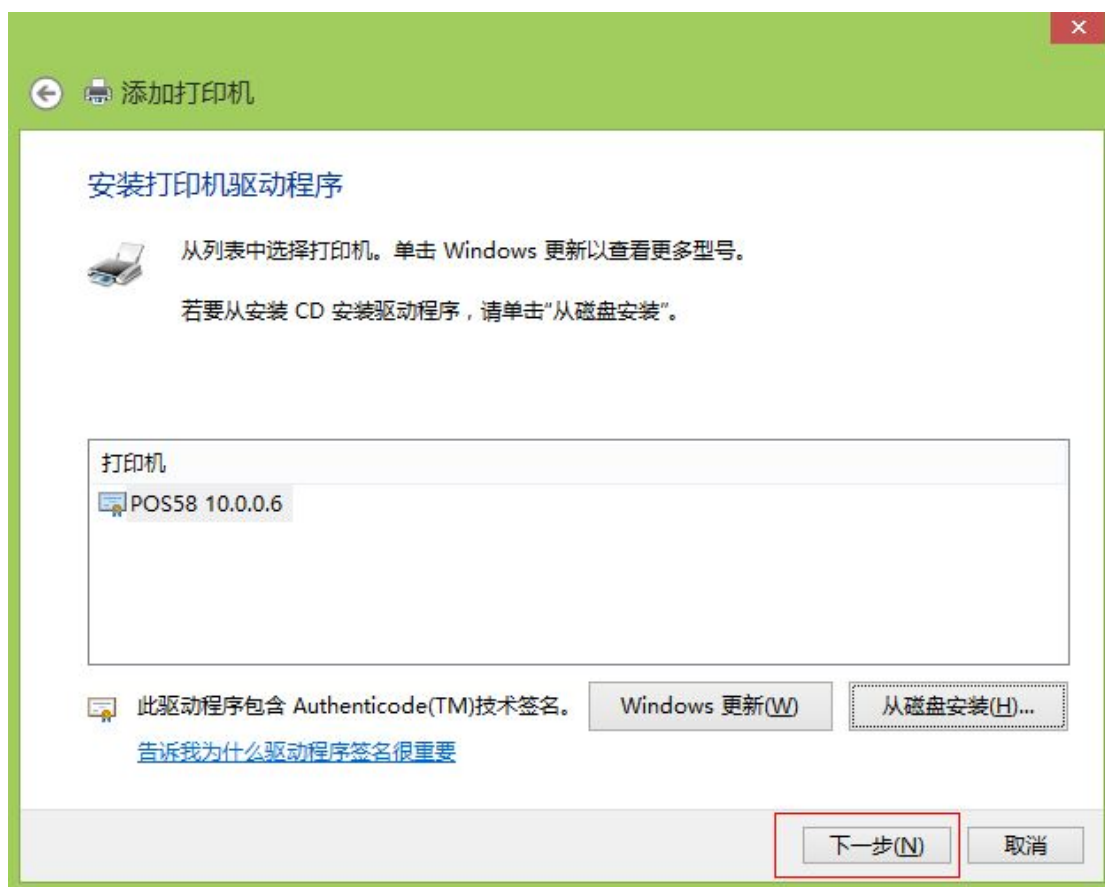 添加打印机
安装打印机驱动程序
从列表中选择打印机。单击 Windows 更新以查看更多型号。
若要从安装 CD 安装驱动程序，请单击“从磁盘安装”。
打印机
POS58 10.0.0.6
此驱动程序包含 Authenticode(TM)技术签名。 Windows 更新(W) 从磁盘安装(H)...
告诉我为什么驱动程序签名很重要
下一步(N) 取消